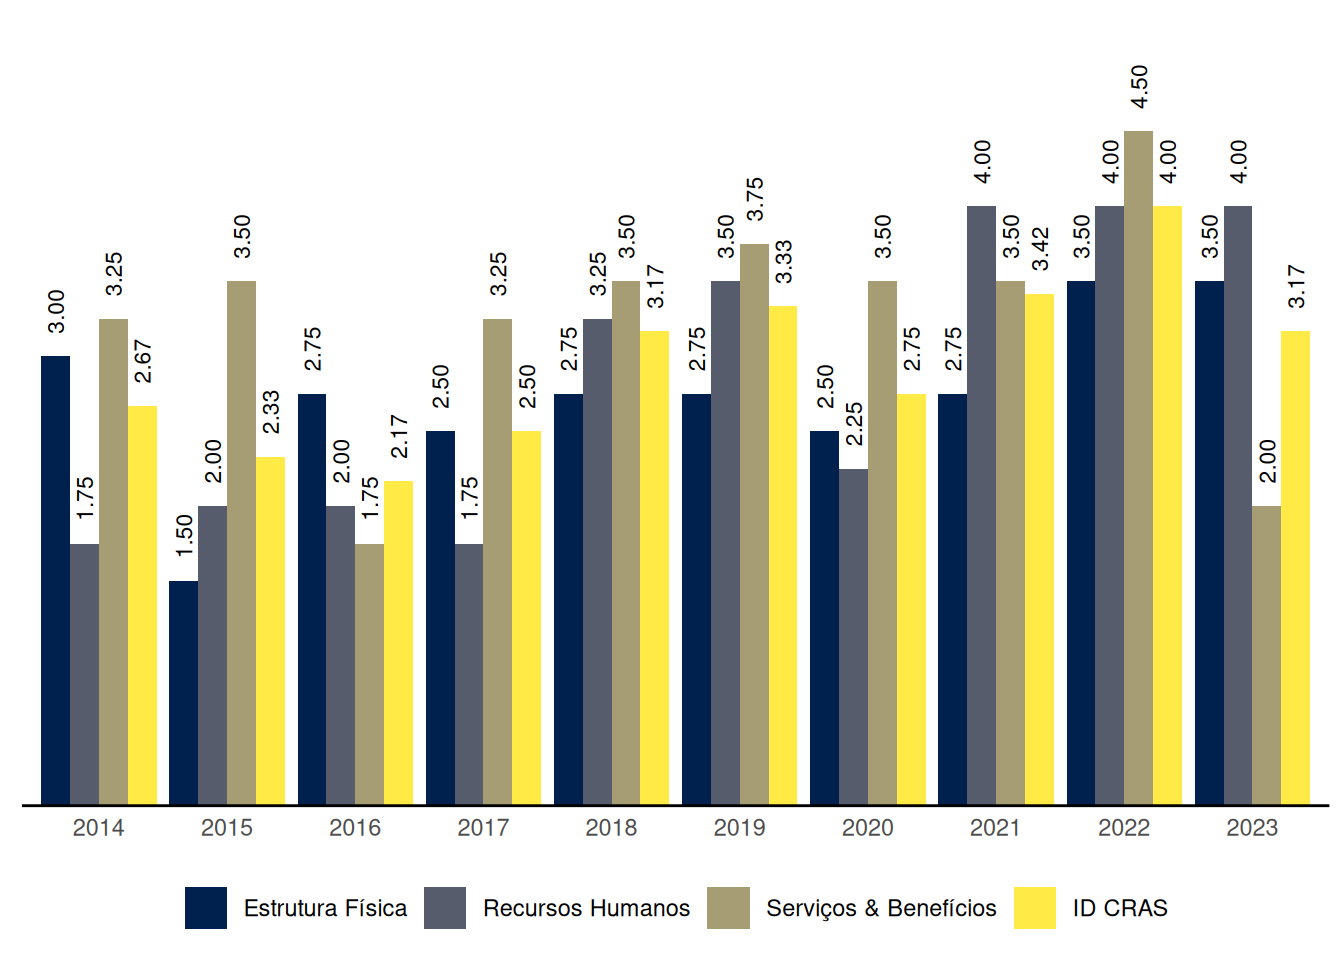 3.00 1.75 3.25 2.67
1.50 2.00 3.50 2.33
2.75 2.00 1.75 2.17
2.50 1.75 3.25 2.50
2.75 3.25 3.50 3.17
2.75 3.50 3.75 3.33
2.50 2.25 3.50 2.75
2.75 4.00 3.50 3.42
3.50 4.00 4.50 4.00
3.50 4.00 2.00 3.17
2014 2015 2016 2017 2018 2019 2020 2021 2022 2023
Estrutura Física Recursos Humanos Serviços & Benefícios ID CRAS